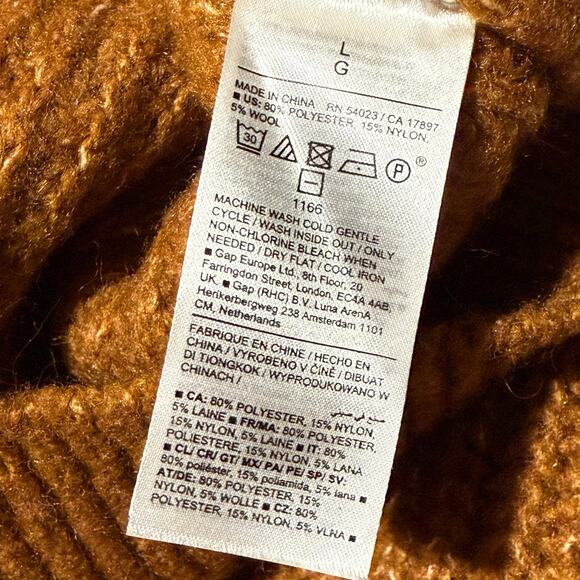 L
G
MADE IN CHINA RN 54023 / CA 17897
■ US: 80% POLYESTER, 15% NYLON,
5% WOOL
30 P ®
1166
MACHINE WASH COLD GENTLE
CYCLE / WASH INSIDE OUT / ONLY
NON-CHLORINE BLEACH WHEN
NEEDED / DRY FLAT / COOL IRON
■ Gap Europe Ltd., 8th Floor, 20
Farringdon Street, London, EC4A 4AB,
UK. ■ Gap (RHC) B.V. Luna ArenA
Herikerbergweg 238 Amsterdam 1101
CM, Netherlands
FABRIQUE EN CHINE / HECHO EN
CHINA / VYROBENO V ČÍNĚ / DIBUAT
DI TIONGKOK / WYPRODUKOWANO W
CHINACH /
صنع في صيني
■ CA: 80% POLYESTER, 15% NYLON,
5% LAINE ■ FR/MA: 80% POLYESTER,
15% NYLON, 5% LAINE ■ IT: 80%
POLIESTERE, 15% NYLON, 5% LANA
■ CL/ CR/ GT/ MX/ PA/ PE/ SP/ SV:
80% poliéster, 15% poliamida, 5% lana ■
AT/DE: 80% POLYESTER, 15%
NYLON, 5% WOLLE ■ CZ: 80%
POLYESTER, 15% NYLON, 5% VLNA ■